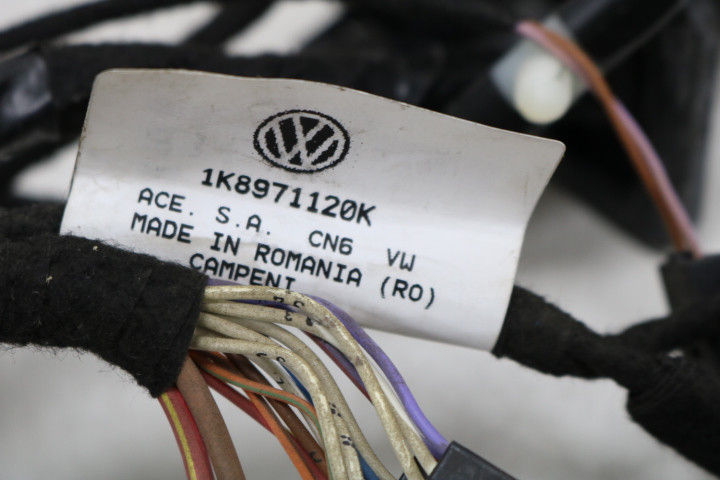 1K8971120K
ACE. S.A. CN6 VW
MADE IN ROMANIA (RO)
CAMPENI